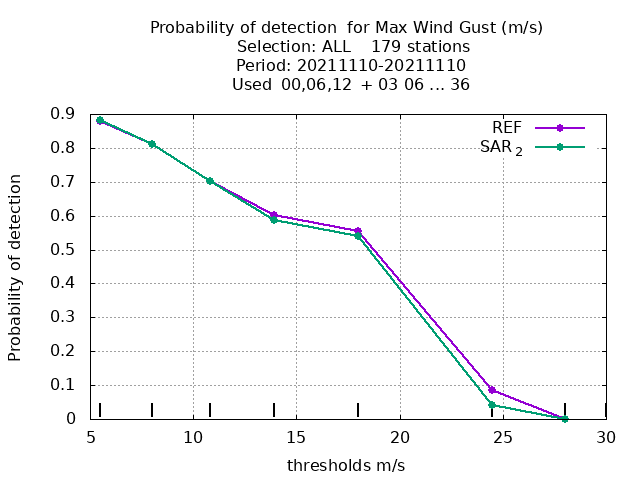 Probability of detection  for Max Wind Gust (m/s)
Selection: ALL    179 stations
Period: 20211110-20211110
Used  00,06,12  + 03 06 ... 36
REF
SAR 2
0.9
0.8
0.7
0.6
0.5
0.4
0.3
0.2
0.1
0
Probability of detection
5 10 15 20 25 30
thresholds m/s